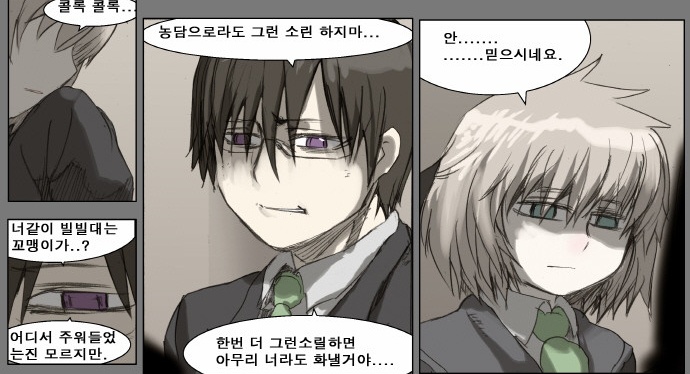 콜록 콜록...
너같이 빌빌대는
꼬맹이가..?
어디서 주워들었
는진 모르지만.
농담으로라도 그런 소린 하지마...
한번 더 그런소릴하면
아무리 너라도 화낼거야....
안.......
.......믿으시네요.